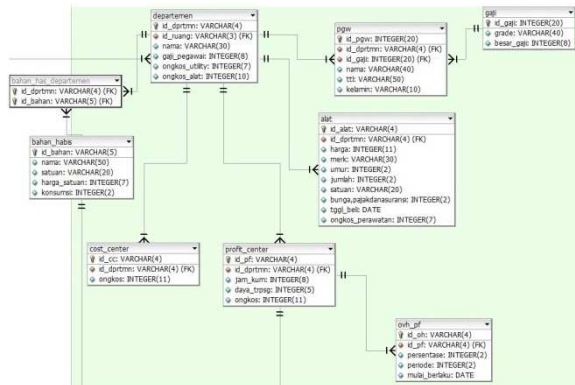 departemen
id_dprtmn: VARCHAR(4)
id_ruang: VARCHAR(3) (FK)
nama: VARCHAR(30)
gaji_pegawai: INTEGER(8)
ongkos_utility: INTEGER(7)
ongkos_alat: INTEGER(10)
pgw
id_pgw: INTEGER(20)
id_dprtmn: VARCHAR(4) (FK)
id_gaji: INTEGER(20) (FK)
nama: VARCHAR(40)
ttl: VARCHAR(50)
kelamin: VARCHAR(10)
gaji
id_gaji: INTEGER(20)
grade: VARCHAR(40)
besar_gaji: INTEGER(8)
bahan_has_departemen
id_dprtmn: VARCHAR(4) (FK)
id_bahan: VARCHAR(5) (FK)
bahan_habis
id_bahan: VARCHAR(5)
nama: VARCHAR(50)
satuan: VARCHAR(20)
harga_satuan: INTEGER(7)
konsumsi: INTEGER(2)
alat
id_alat: VARCHAR(4)
id_dprtmn: VARCHAR(4) (FK)
harga: INTEGER(11)
merk: VARCHAR(30)
umur: INTEGER(2)
jumlah: INTEGER(2)
satuan: VARCHAR(20)
bunga,pajakdanasuransi: INTEGER(2)
tggl_beli: DATE
ongkos_perawatan: INTEGER(7)
cost_center
id_cc: VARCHAR(4)
id_dprtmn: VARCHAR(4) (FK)
ongkos: INTEGER(11)
profit_center
id_pf: VARCHAR(4)
id_dprtmn: VARCHAR(4) (FK)
jam_kum: INTEGER(8)
daya_trpsg: INTEGER(5)
ongkos: INTEGER(11)
ovh_pf
id_oh: VARCHAR(4)
id_pf: VARCHAR(4) (FK)
persentase: INTEGER(2)
periode: INTEGER(2)
mulai_berlaku: DATE